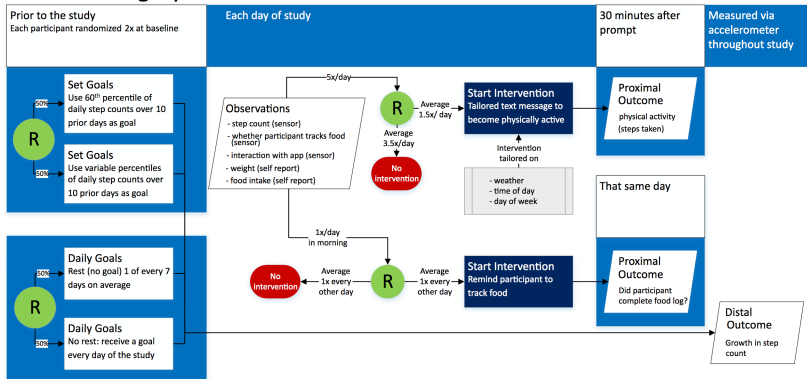 Prior to the study
Each participant randomized 2x at baseline
Each day of study
30 minutes after
prompt
Measured via
accelerometer
throughout study
50%
R
50%
Set Goals
Use 60th percentile of
daily step counts over 10
prior days as goal
Set Goals
Use variable percentiles
of daily step counts over
10 prior days as goal
50%
R
50%
Daily Goals
Rest (no goal) 1 of every 7
days on average
Daily Goals
No rest: receive a goal
every day of the study
Observations
- step count (sensor)
- whether participant tracks food
(sensor)
- interaction with app (sensor)
- weight (self report)
- food intake (self report)
5x/day
R
Average
1.5x/ day
Average
3.5x/day
No
intervention
Start Intervention
Tailored text message to
become physically active
Intervention
tailored on
- weather
- time of day
- day of week
Proximal
Outcome
physical activity
(steps taken)
1x/day
in morning
No
intervention
Average
1x every
other day
R
Average
1x every
other day
Start Intervention
Remind participant to
track food
That same day
Proximal
Outcome
Did participant
complete food log?
Distal
Outcome
Growth in step
count